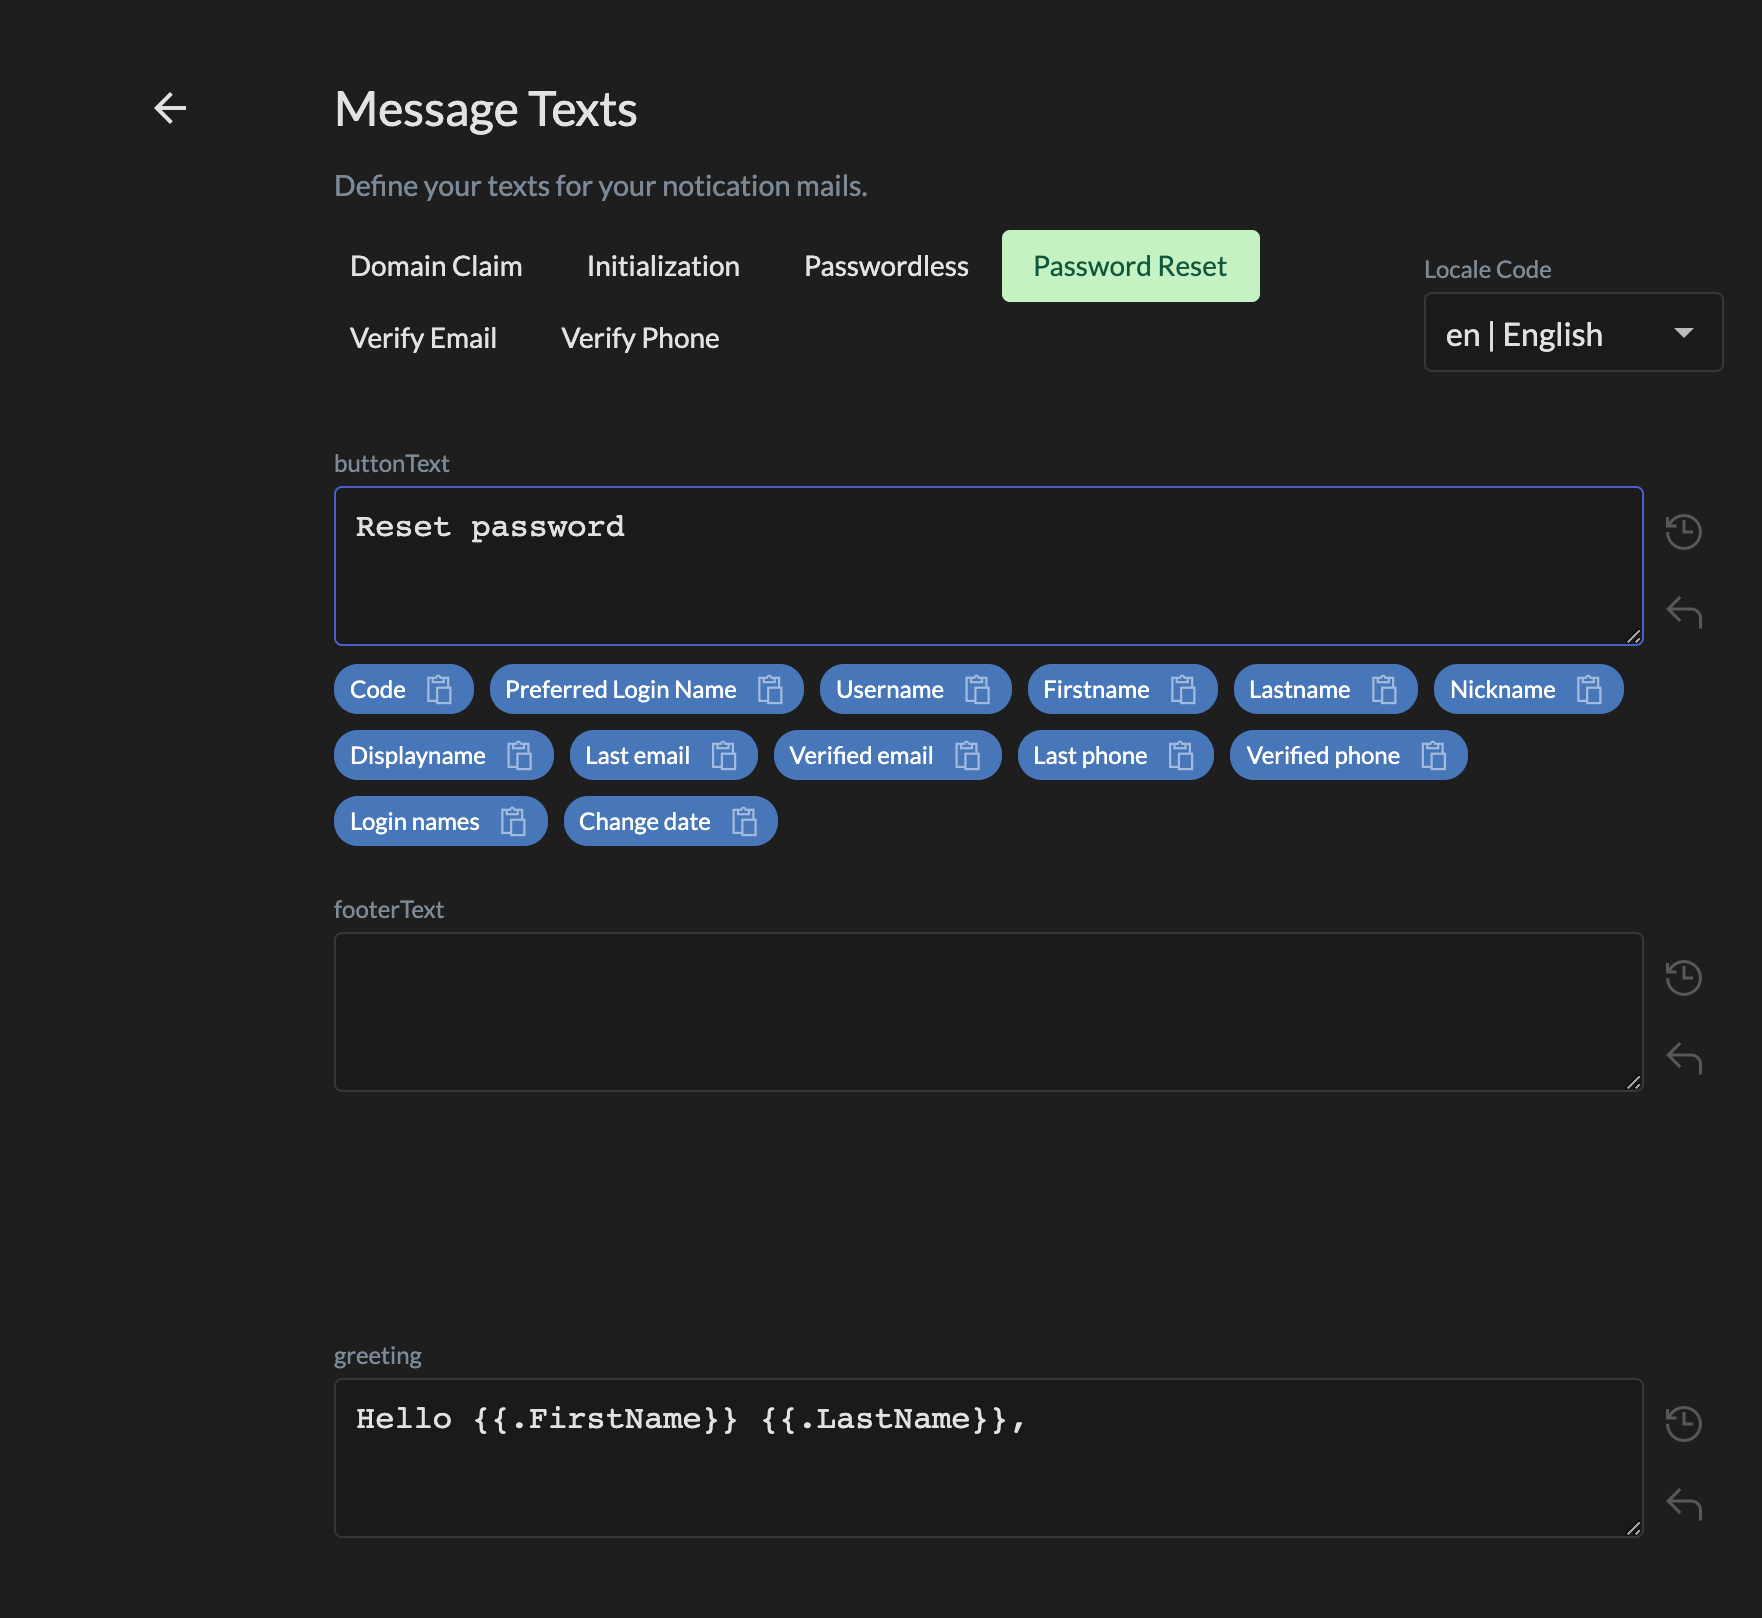 Message Texts
Define your texts for your notication mails.
Domain Claim Initialization Passwordless Password Reset
Verify Email Verify Phone
Locale Code
en | English
buttonText
Reset password
Code Preferred Login Name Username Firstname Lastname Nickname
Displayname Last email Verified email Last phone Verified phone
Login names Change date
footerText
greeting
Hello {{.FirstName}} {{.LastName}},